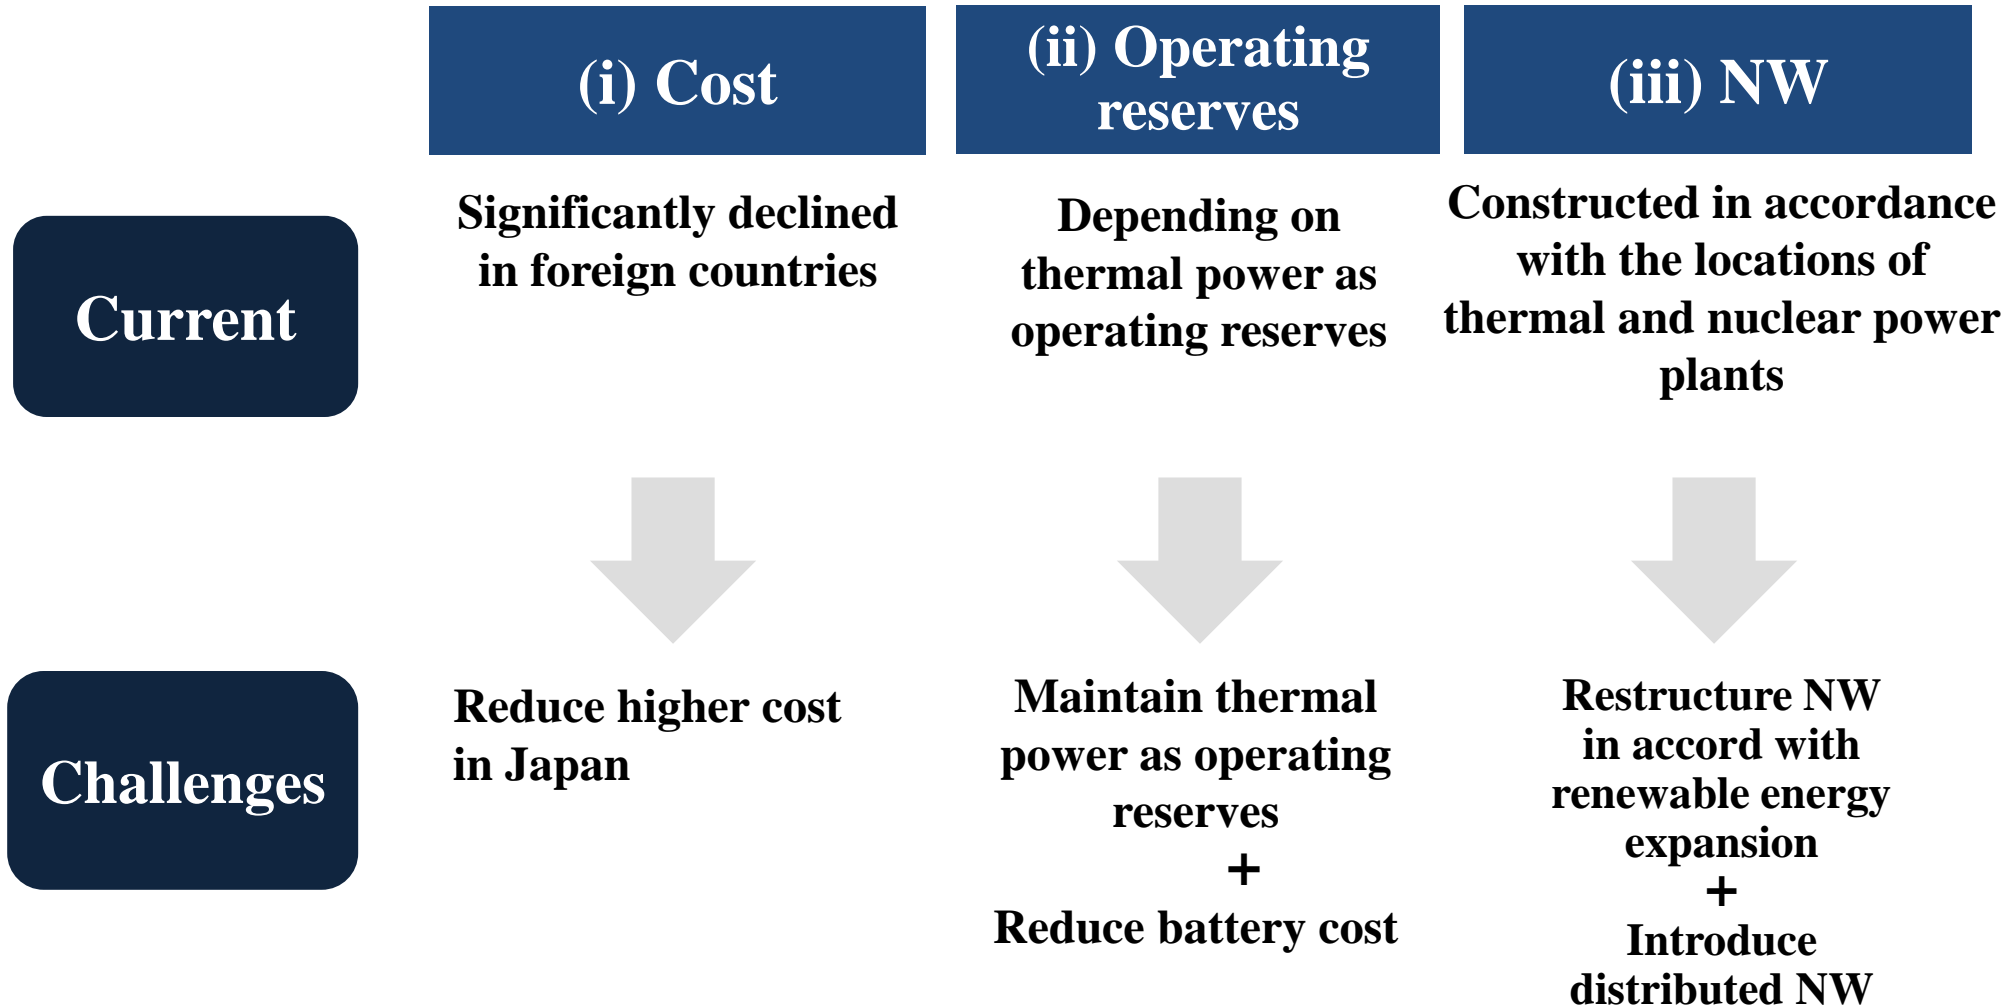 (i) Cost
(ii) Operating
reserves
(iii) NW
Current
Significantly declined
in foreign countries
Depending on
thermal power as
operating reserves
Constructed in accordance
with the locations of
thermal and nuclear power
plants
Challenges
Reduce higher cost
in Japan
Maintain thermal
power as operating
reserves
+
Reduce battery cost
Restructure NW
in accord with
renewable energy
expansion
+
Introduce
distributed NW